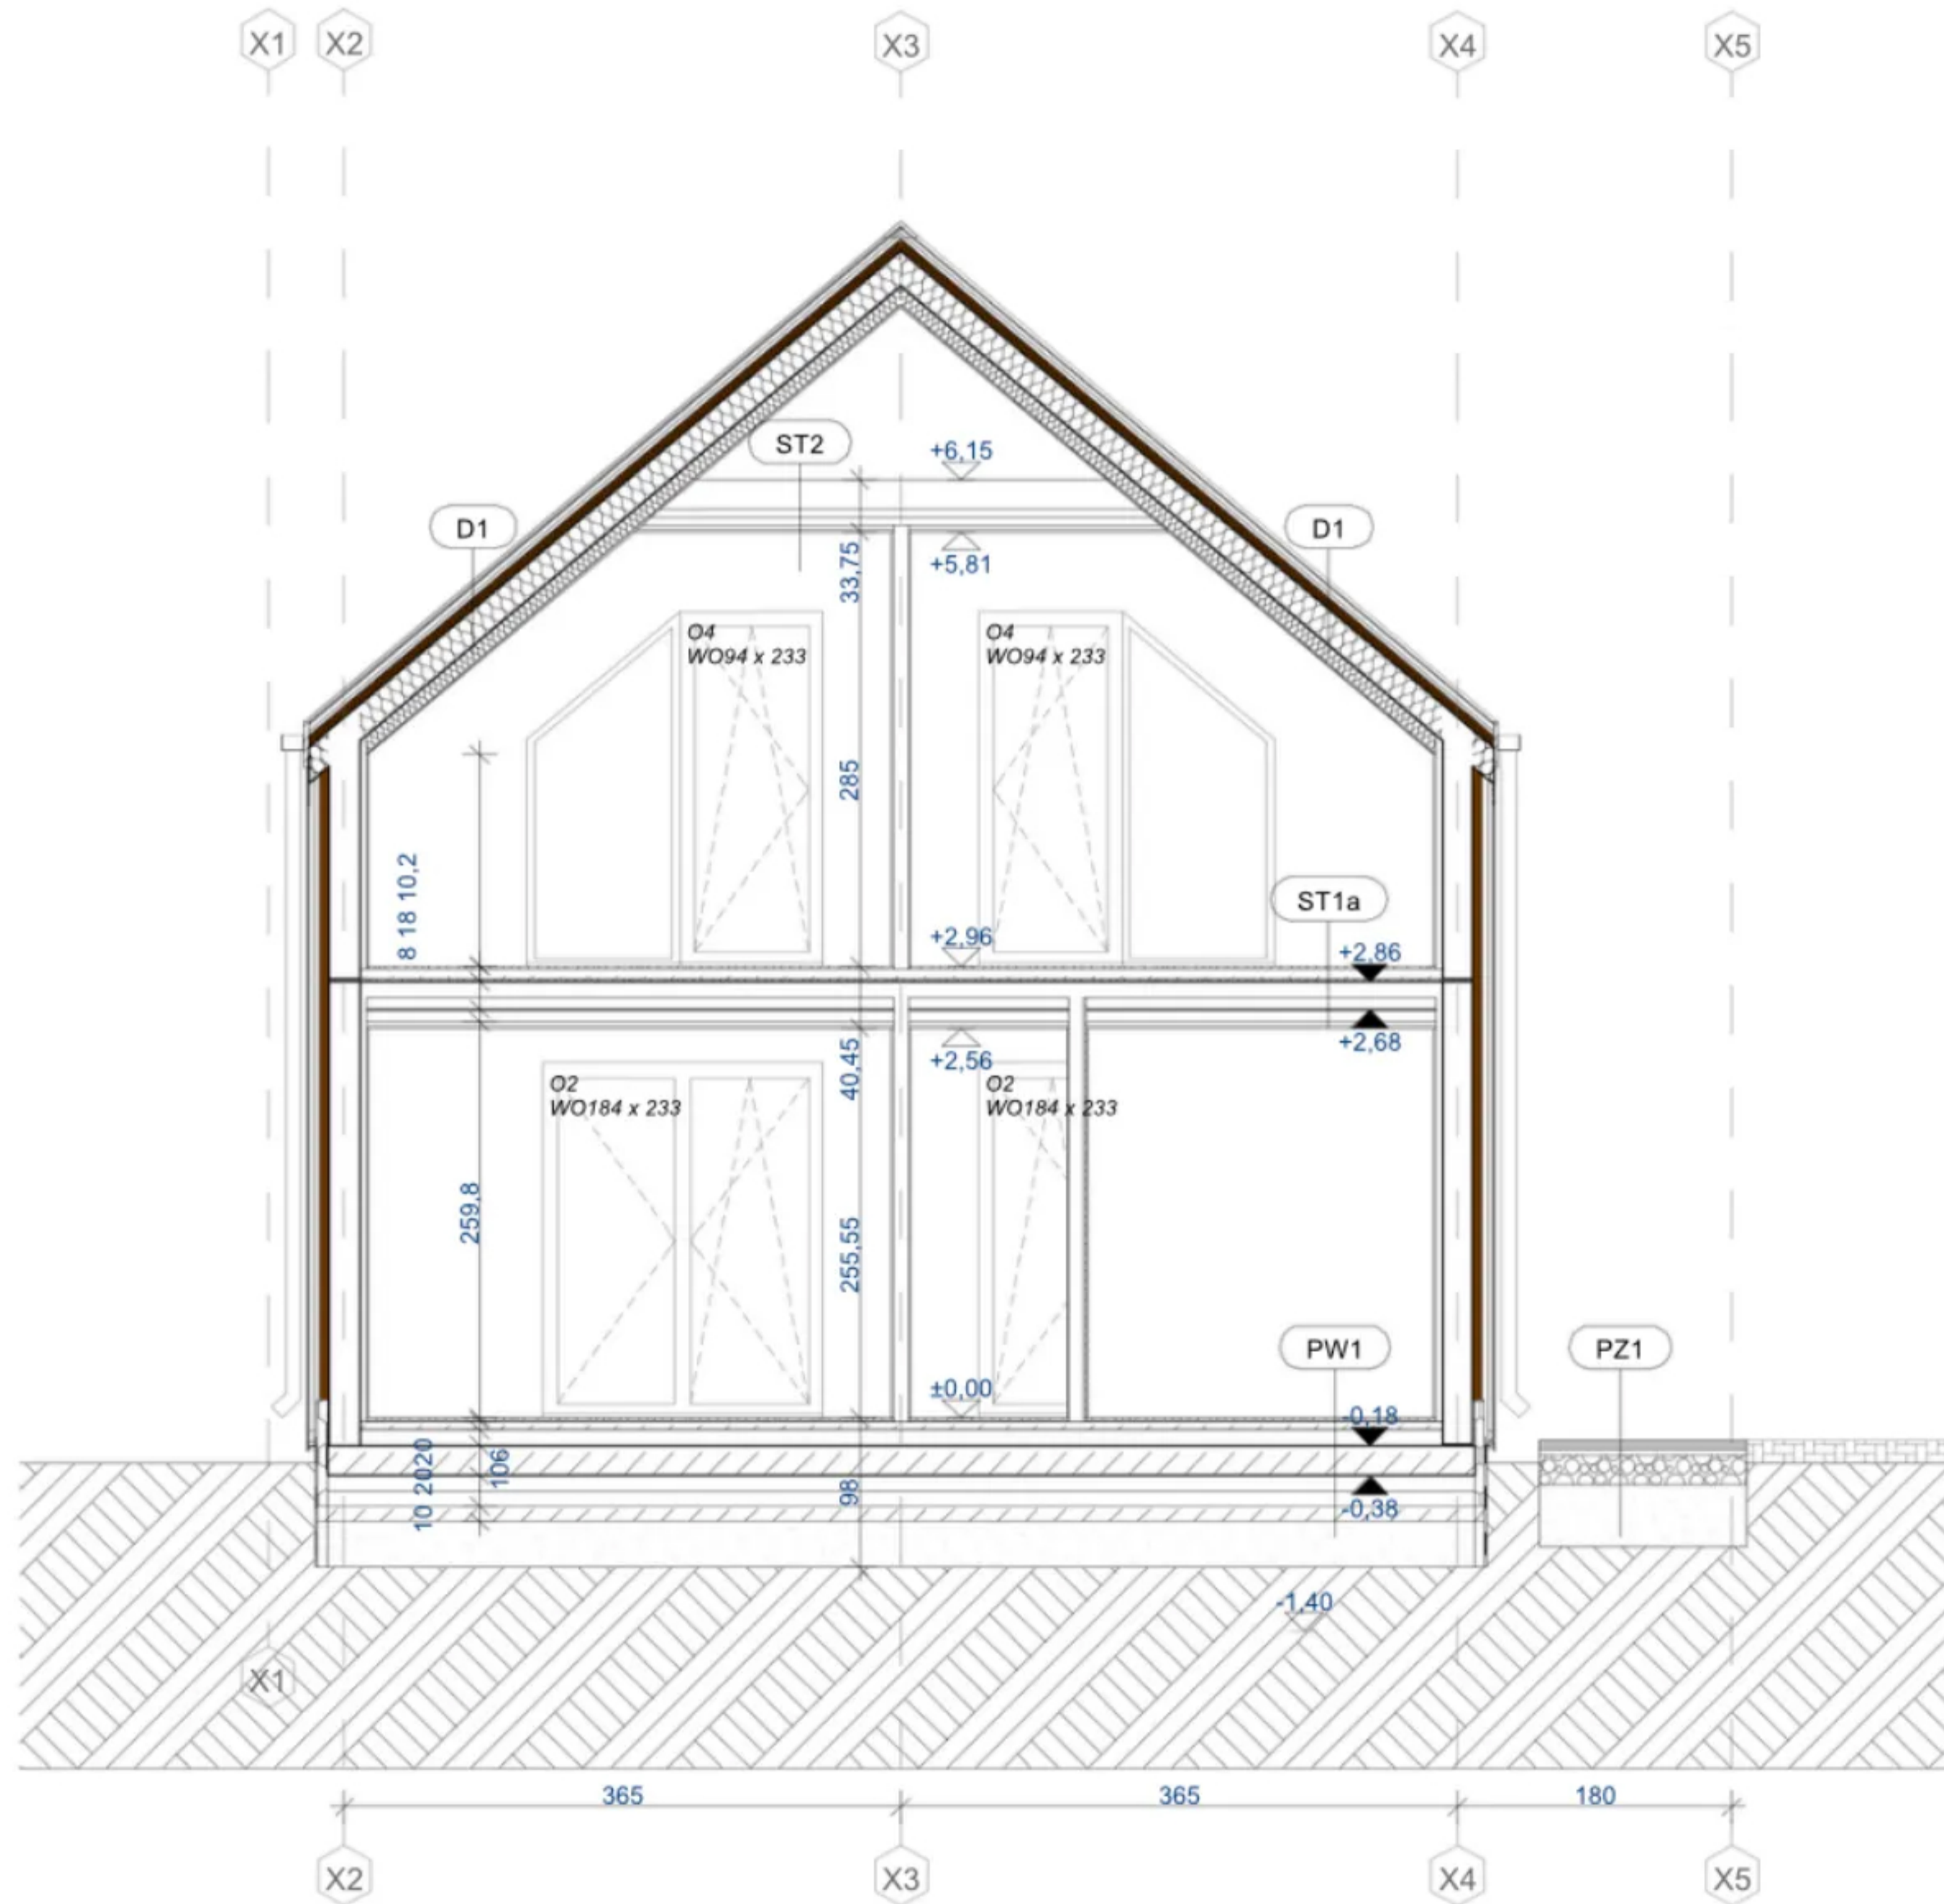 X1 X2 X3 X4 X5
+6,15
ST2
D1 D1
33,75
+5,81
O4 O4
WO94 x 233 WO94 x 233
285
8 18 10,2
ST1a
+2,96
+2,86
+2,68
40,45
+2,56
O2 O2
WO184 x 233 WO184 x 233
259,8
255,55
PW1 PZ1
±0,00
-0,18
10 2020
106
98
-0,38
-1,40
X1
365 365 180
X2 X3 X4 X5